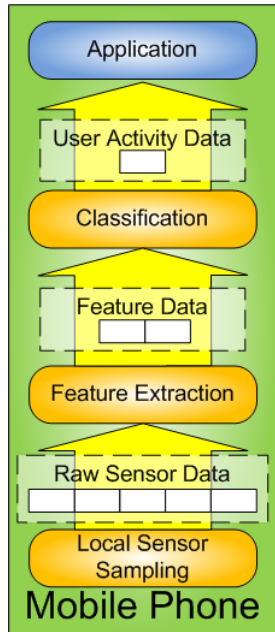 Application
User Activity Data
Classification
Feature Data
Feature Extraction
Raw Sensor Data
Local Sensor
Sampling
Mobile Phone